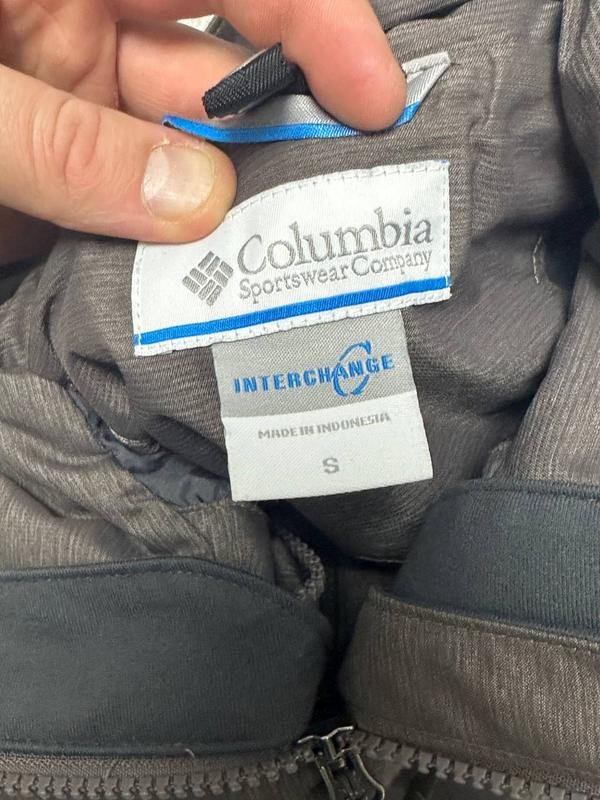 Columbia
Sportswear Company
INTERCHANGE
MADE IN INDONESIA
S